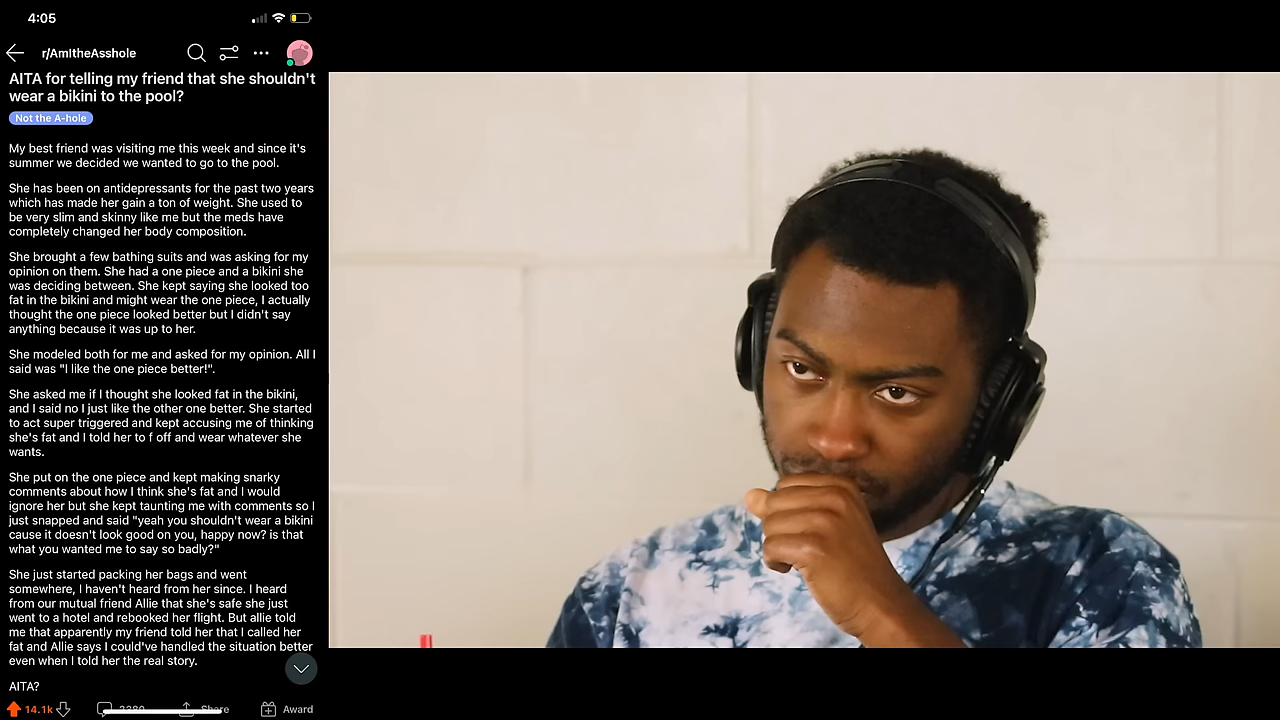 4:05
r/AmItheAsshole
AITA for telling my friend that she shouldn't
wear a bikini to the pool?
Not the A-hole
My best friend was visiting me this week and since it's
summer we decided we wanted to go to the pool.
She has been on antidepressants for the past two years
which has made her gain a ton of weight. She used to
be very slim and skinny like me but the meds have
completely changed her body composition.
She brought a few bathing suits and was asking for my
opinion on them. She had a one piece and a bikini she
was deciding between. She kept saying she looked too
fat in the bikini and might wear the one piece, I actually
thought the one piece looked better but I didn't say
anything because it was up to her.
She modeled both for me and asked for my opinion. All I
said was "I like the one piece better!".
She asked me if I thought she looked fat in the bikini,
and I said no I just like the other one better. She started
to act super triggered and kept accusing me of thinking
she's fat and I told her to f off and wear whatever she
wants.
She put on the one piece and kept making snarky
comments about how I think she's fat and I would
ignore her but she kept taunting me with comments so I
just snapped and said "yeah you shouldn't wear a bikini
cause it doesn't look good on you, happy now? is that
what you wanted me to say so badly?"
She just started packing her bags and went
somewhere, I haven't heard from her since. I heard
from our mutual friend Allie that she's safe she just
went to a hotel and rebooked her flight. But allie told
me that apparently my friend told her that I called her
fat and Allie says I could've handled the situation better
even when I told her the real story.
AITA?
14.1k Share Award